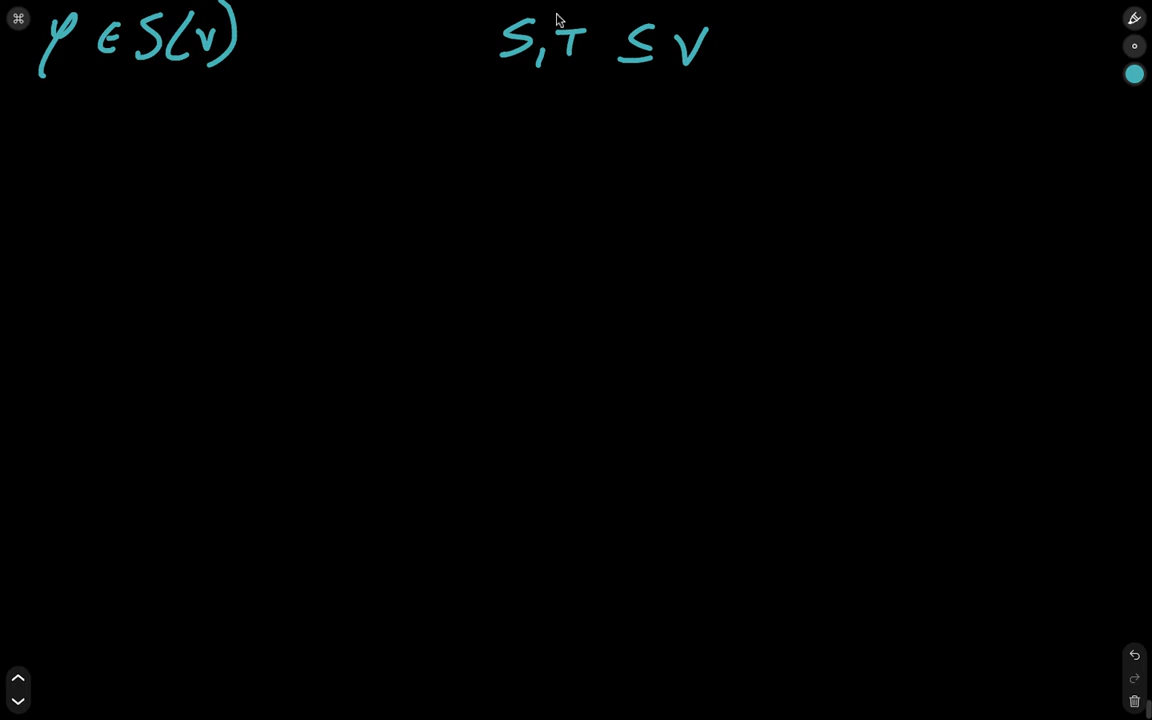 φ ∈ S(V) S, T ≤ V